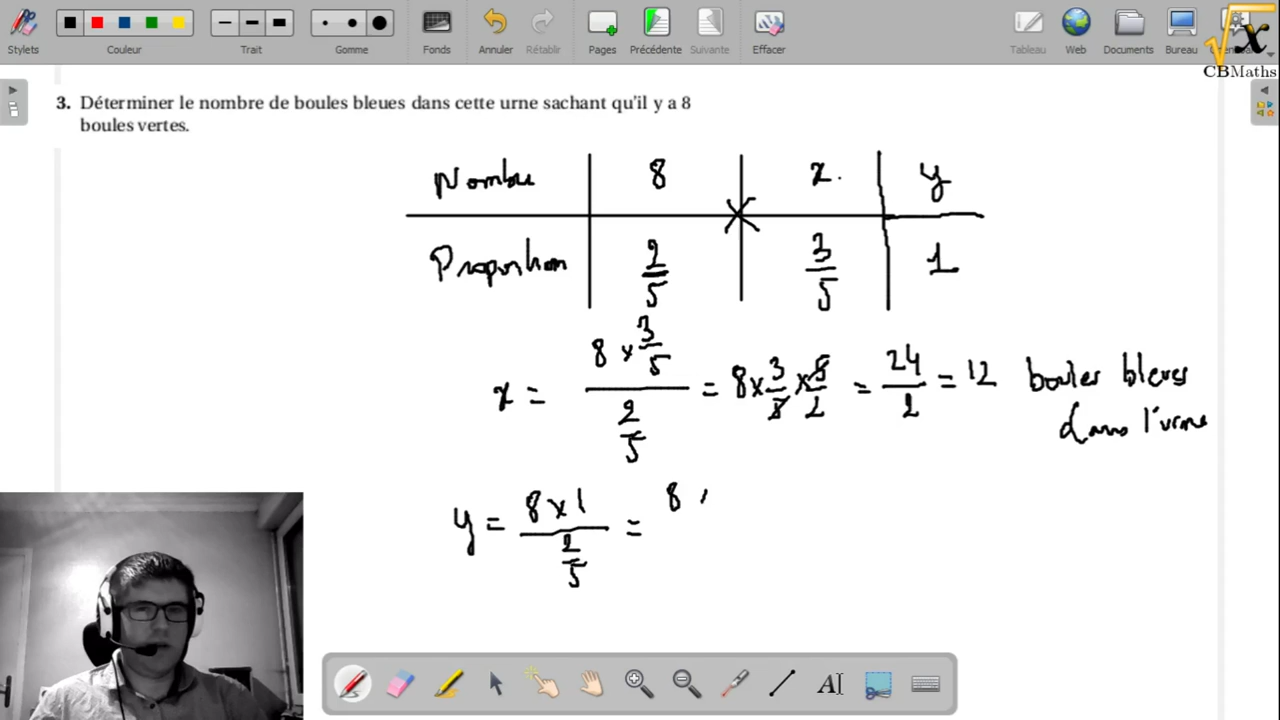 Stylets Couleur Trait Gomme Fonds Annuler Rétablir Pages Précédente Suivante Effacer Tableau Web Documents Bureau
CBMaths
3. Déterminer le nombre de boules bleues dans cette urne sachant qu'il y a 8
boules vertes.
Nombre 8 x. y
Proportion 2/5 3/5 1
x = (8 × 3/5) / (2/5) = 8 × 3/5 × 5/2 = 24/2 = 12 boules bleues
dans l'urne
y = (8 × 1) / (2/5) = 8